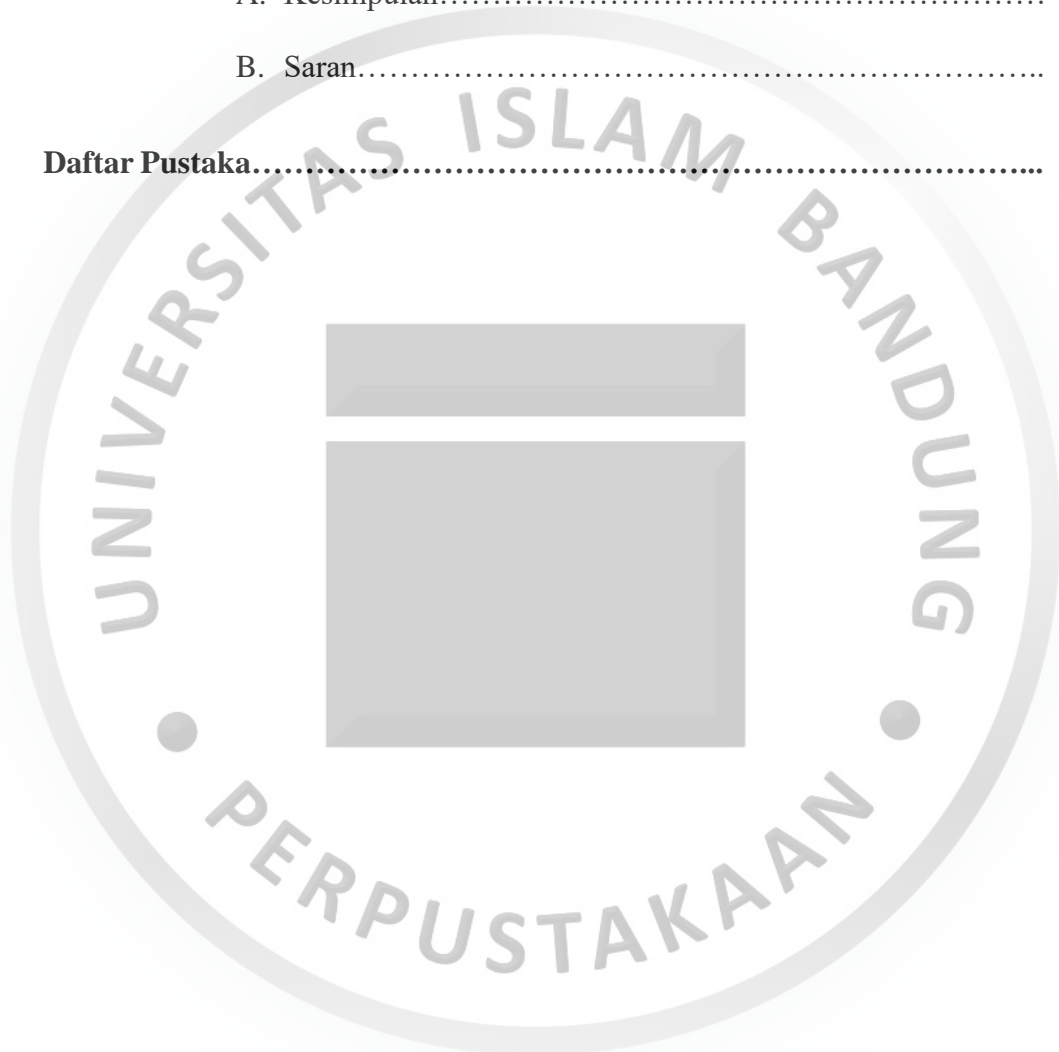 A. Kesimpulan……………………………………………………
B. Saran…………………………………………………………..
Daftar Pustaka…………………………………………………………………...
UNIVERSITAS ISLAM BANDUNG
PERPUSTAKAAN